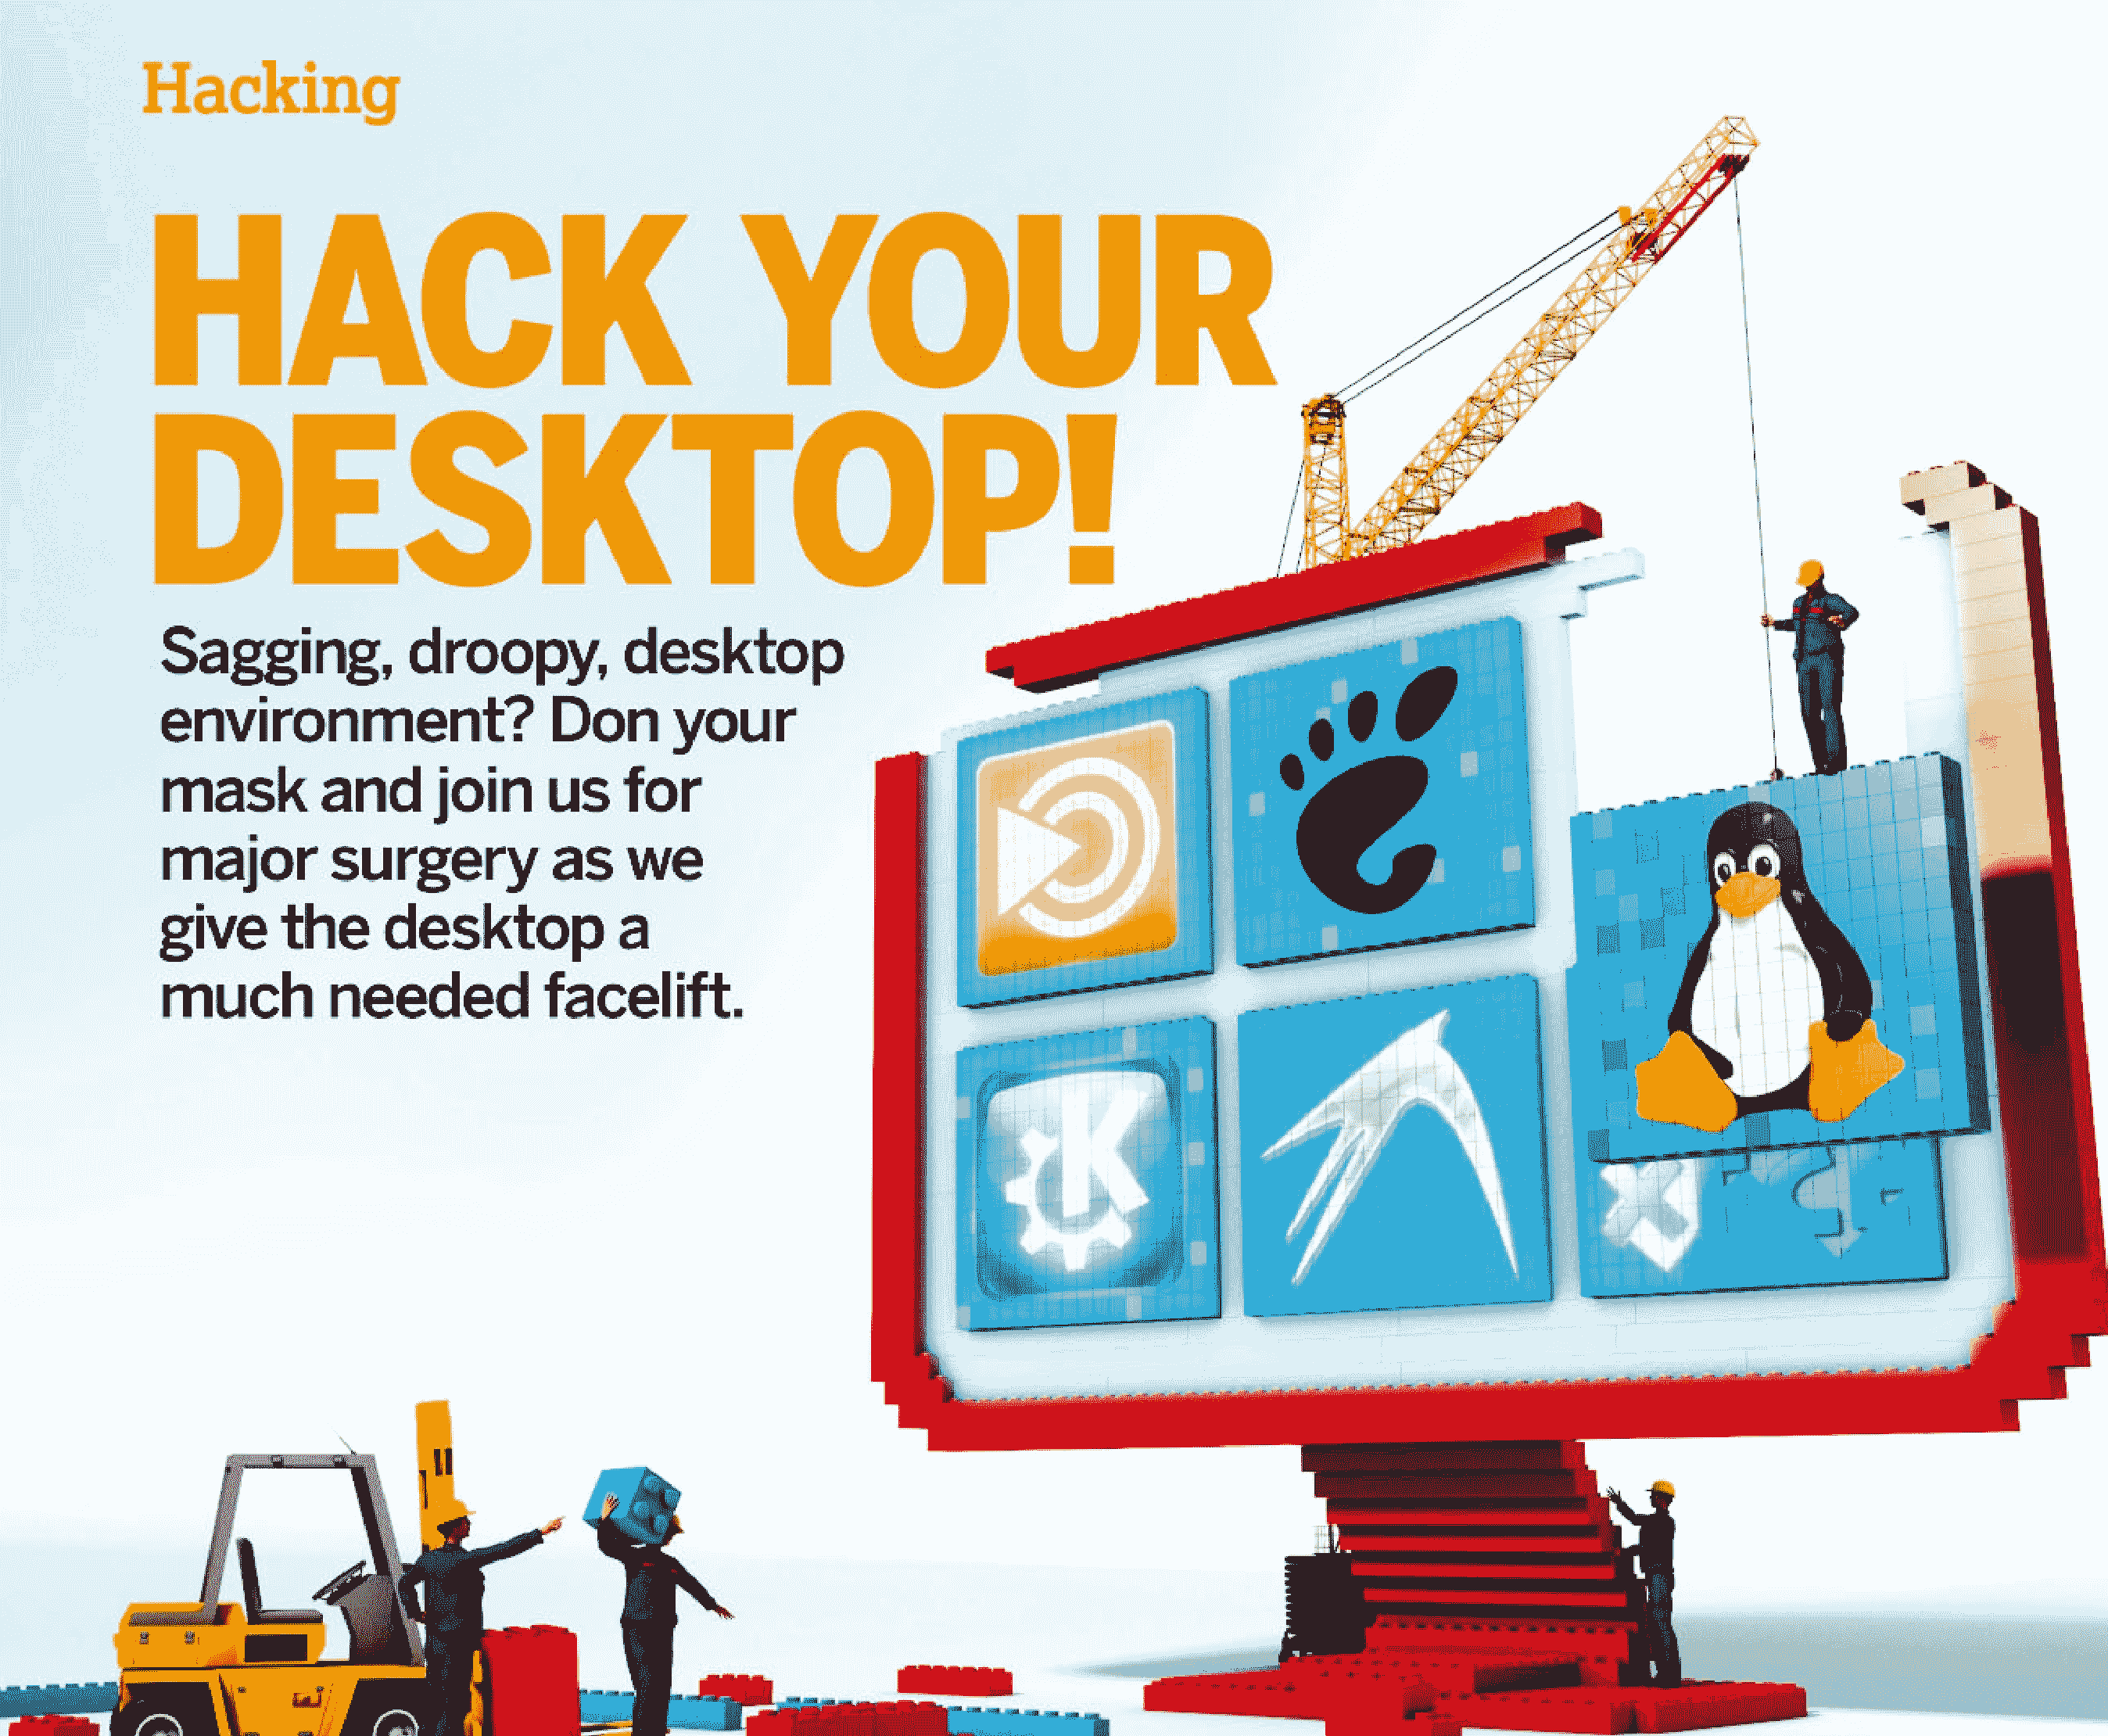 Hacking
HACK YOUR
DESKTOP!
Sagging, droopy, desktop
environment? Don your
mask and join us for
major surgery as we
give the desktop a
much needed facelift.